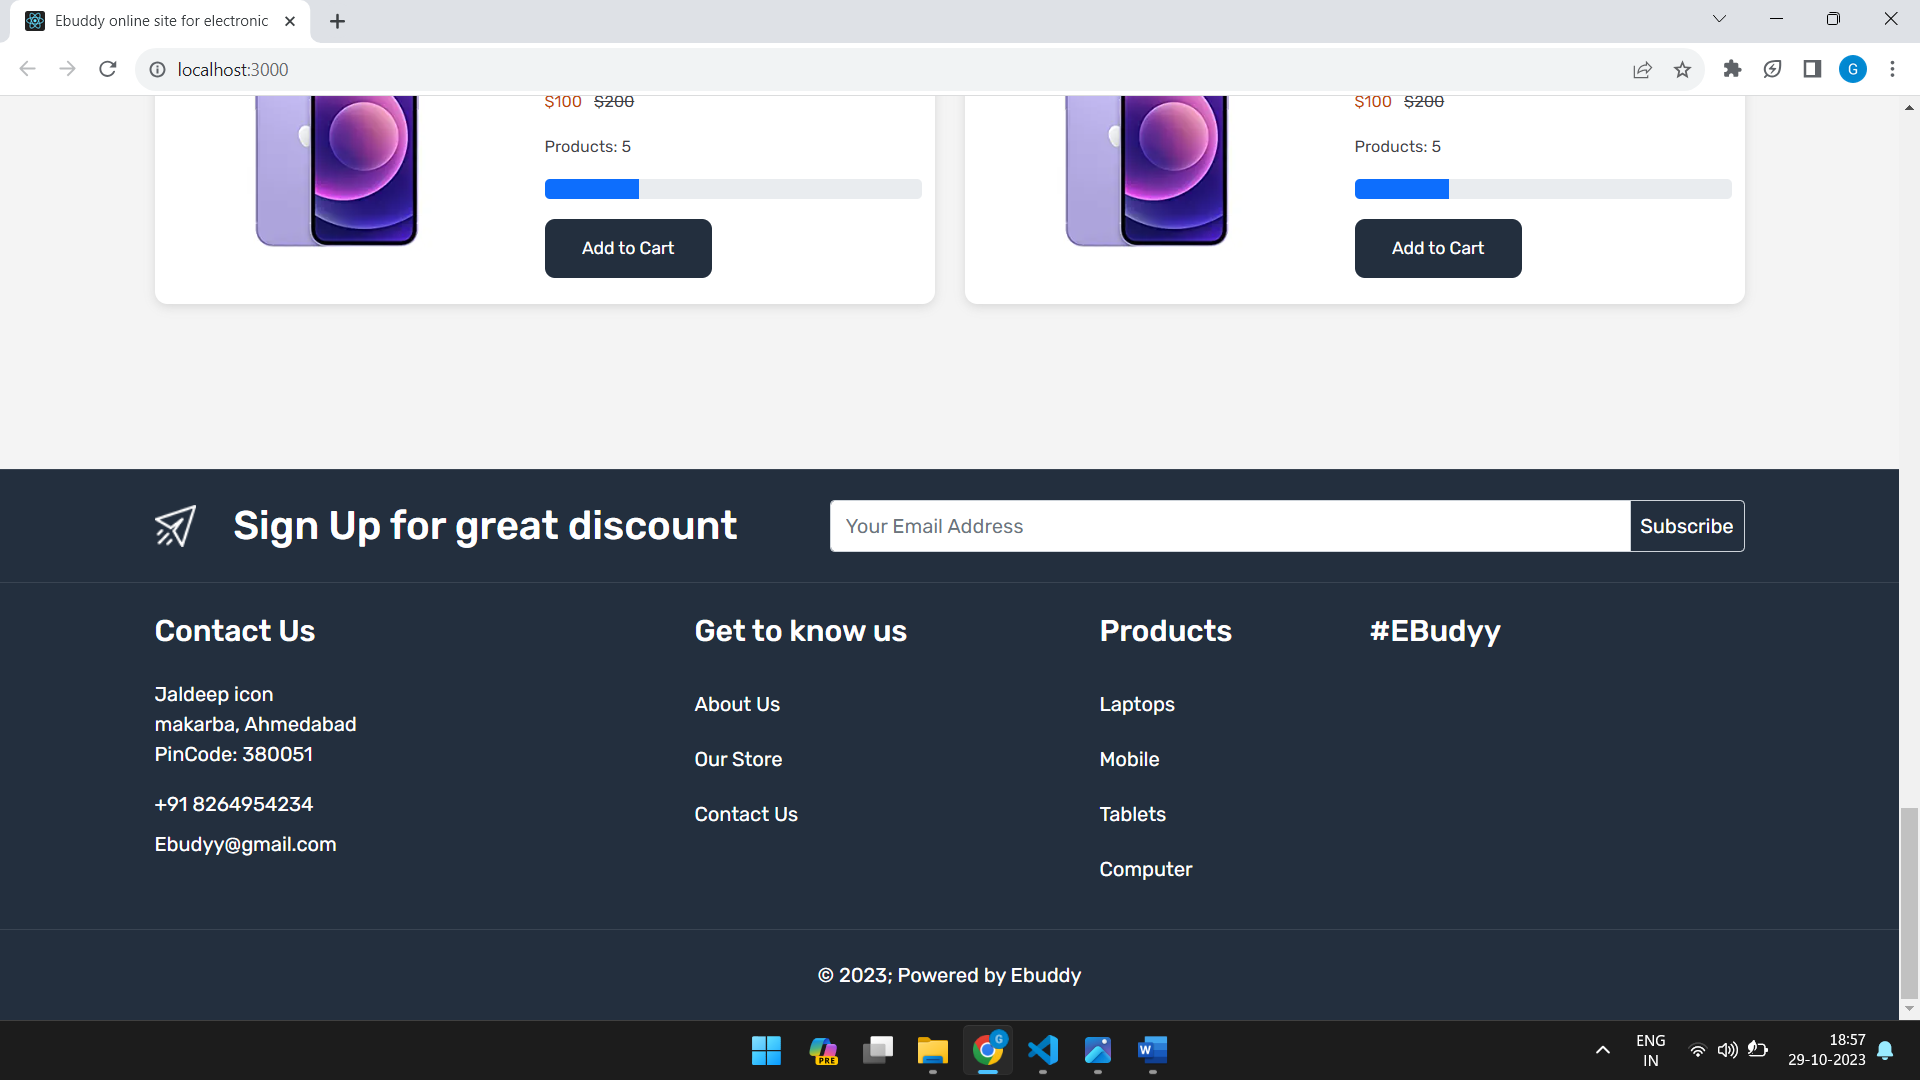 Ebuddy online site for electronic
localhost:3000
G
$100 $200
Products: 5
Add to Cart
$100 $200
Products: 5
Add to Cart
Sign Up for great discount
Your Email Address
Subscribe
Contact Us
Jaldeep icon
makarba, Ahmedabad
PinCode: 380051
+91 8264954234
Ebudyy@gmail.com
Get to know us
About Us
Our Store
Contact Us
Products
Laptops
Mobile
Tablets
Computer
#EBudyy
© 2023; Powered by Ebuddy
PRE
G
W
ENG
IN
18:57
29-10-2023